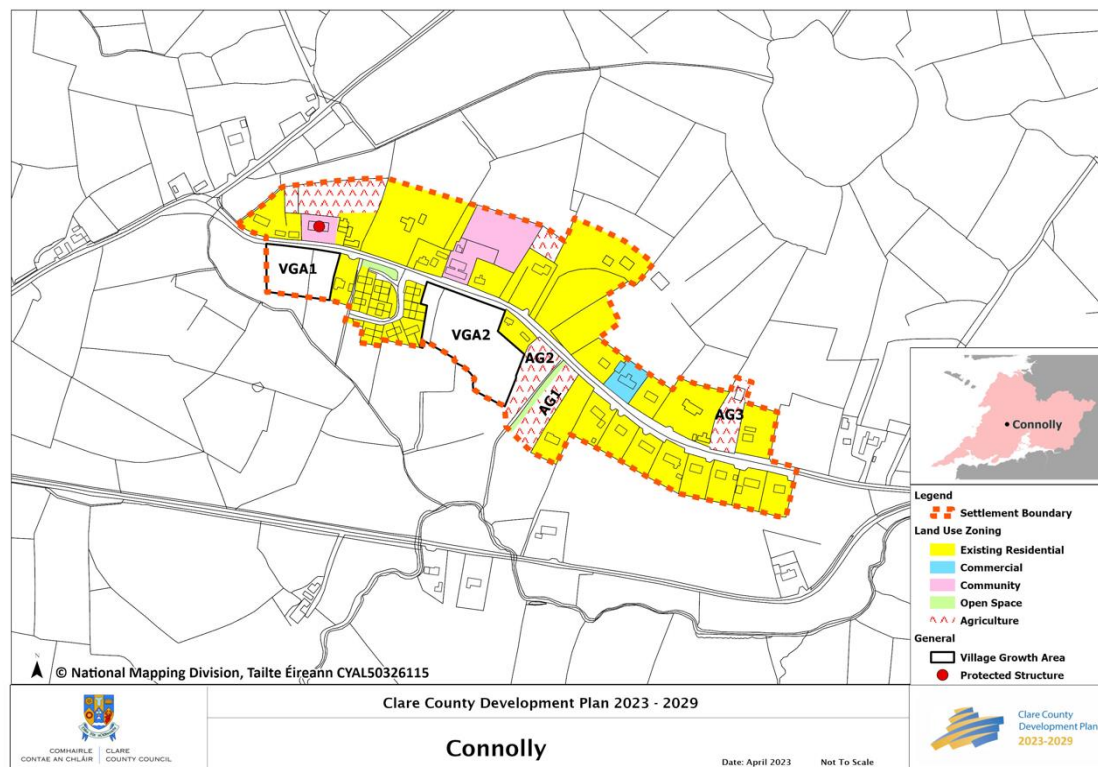 VGA1
VGA2
AG2
AG1
AG3
Connolly
Legend
Settlement Boundary
Land Use Zoning
Existing Residential
Commercial
Community
Open Space
Agriculture
General
Village Growth Area
Protected Structure
© National Mapping Division, Tailte Éireann CYAL50326115
COMHAIRLE
CONTAE AN CHLÁIR
CLARE
COUNTY COUNCIL
Clare County Development Plan 2023 - 2029
Connolly
Date: April 2023
Not To Scale
Clare County
Development Plan
2023-2029